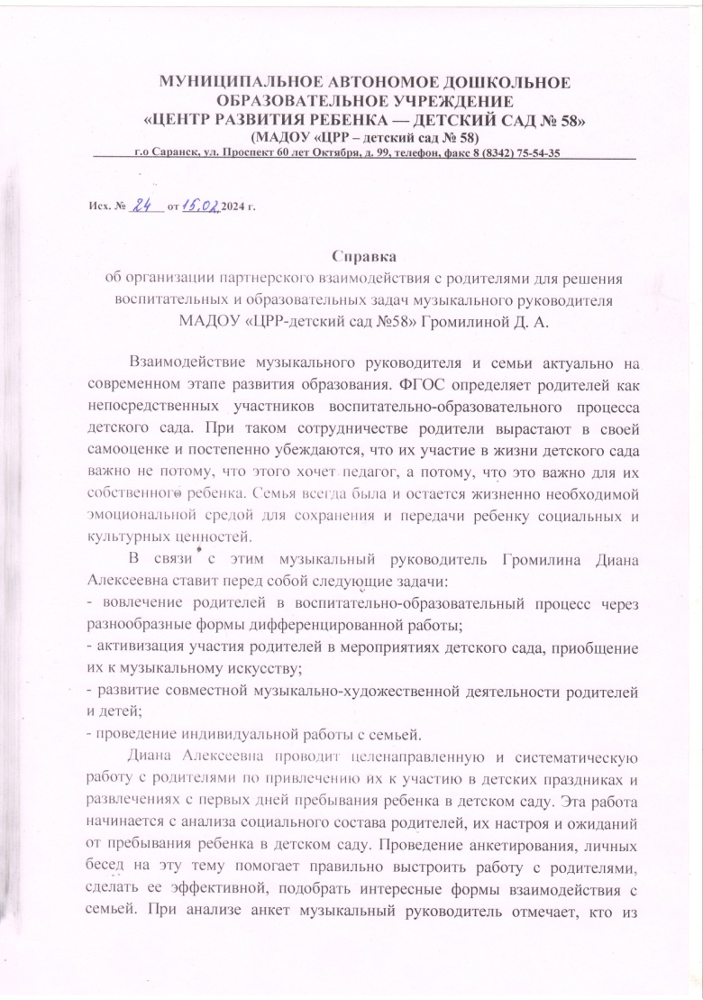 МУНИЦИПАЛЬНОЕ АВТОНОМОЕ ДОШКОЛЬНОЕ
ОБРАЗОВАТЕЛЬНОЕ УЧРЕЖДЕНИЕ
«ЦЕНТР РАЗВИТИЯ РЕБЕНКА — ДЕТСКИЙ САД № 58»
(МАДОУ «ЦРР – детский сад № 58)
г.о Саранск, ул. Проспект 60 лет Октября, д. 99, телефон, факс 8 (8342) 75-54-35
Исх. № 24 от 15.02.2024 г.
Справка
об организации партнерского взаимодействия с родителями для решения
воспитательных и образовательных задач музыкального руководителя
МАДОУ «ЦРР-детский сад №58» Громилиной Д. А.
Взаимодействие музыкального руководителя и семьи актуально на
современном этапе развития образования. ФГОС определяет родителей как
непосредственных участников воспитательно-образовательного процесса
детского сада. При таком сотрудничестве родители вырастают в своей
самооценке и постепенно убеждаются, что их участие в жизни детского сада
важно не потому, что этого хочет педагог, а потому, что это важно для их
собственного ребенка. Семья всегда была и остается жизненно необходимой
эмоциональной средой для сохранения и передачи ребенку социальных и
культурных ценностей.
В связи с этим музыкальный руководитель Громилина Диана
Алексеевна ставит перед собой следующие задачи:
- вовлечение родителей в воспитательно-образовательный процесс через
разнообразные формы дифференцированной работы;
- активизация участия родителей в мероприятиях детского сада, приобщение
их к музыкальному искусству;
- развитие совместной музыкально-художественной деятельности родителей
и детей;
- проведение индивидуальной работы с семьей.
Диана Алексеевна проводит целенаправленную и систематическую
работу с родителями по привлечению их к участию в детских праздниках и
развлечениях с первых дней пребывания ребенка в детском саду. Эта работа
начинается с анализа социального состава родителей, их настроя и ожиданий
от пребывания ребенка в детском саду. Проведение анкетирования, личных
бесед на эту тему помогает правильно выстроить работу с родителями,
сделать ее эффективной, подобрать интересные формы взаимодействия с
семьей. При анализе анкет музыкальный руководитель отмечает, кто из